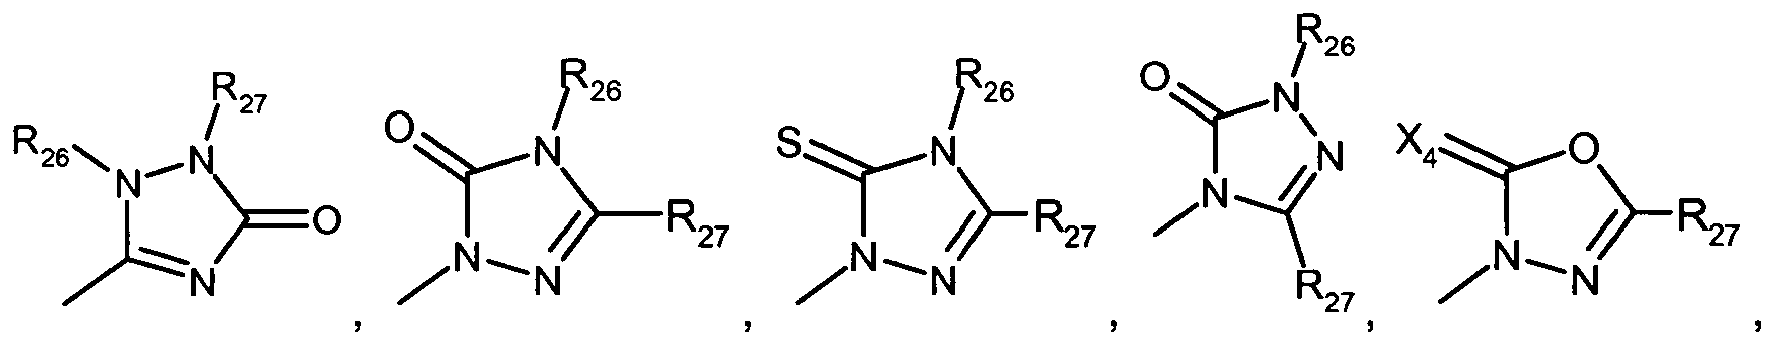 R26 R27 N N O N
O R26 N R27 N N ,
S R26 N R27 N N ,
O R26 N N N R27 ,
X4 O R27 N N ,
,